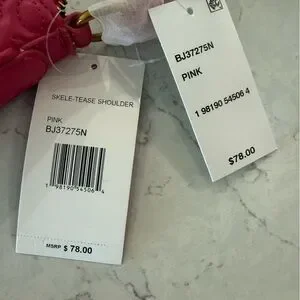 SKELE-TEASE SHOULDER
PINK
BJ37275N
1 98190 54506 4
MSRP $ 78.00
BJ37275N
PINK
1 98190 54506 4
$78.00